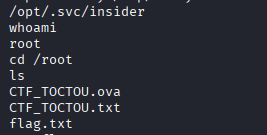 /opt/.svc/insider
whoami
root
cd /root
ls
CTF_TOCTOU.ova
CTF_TOCTOU.txt
flag.txt